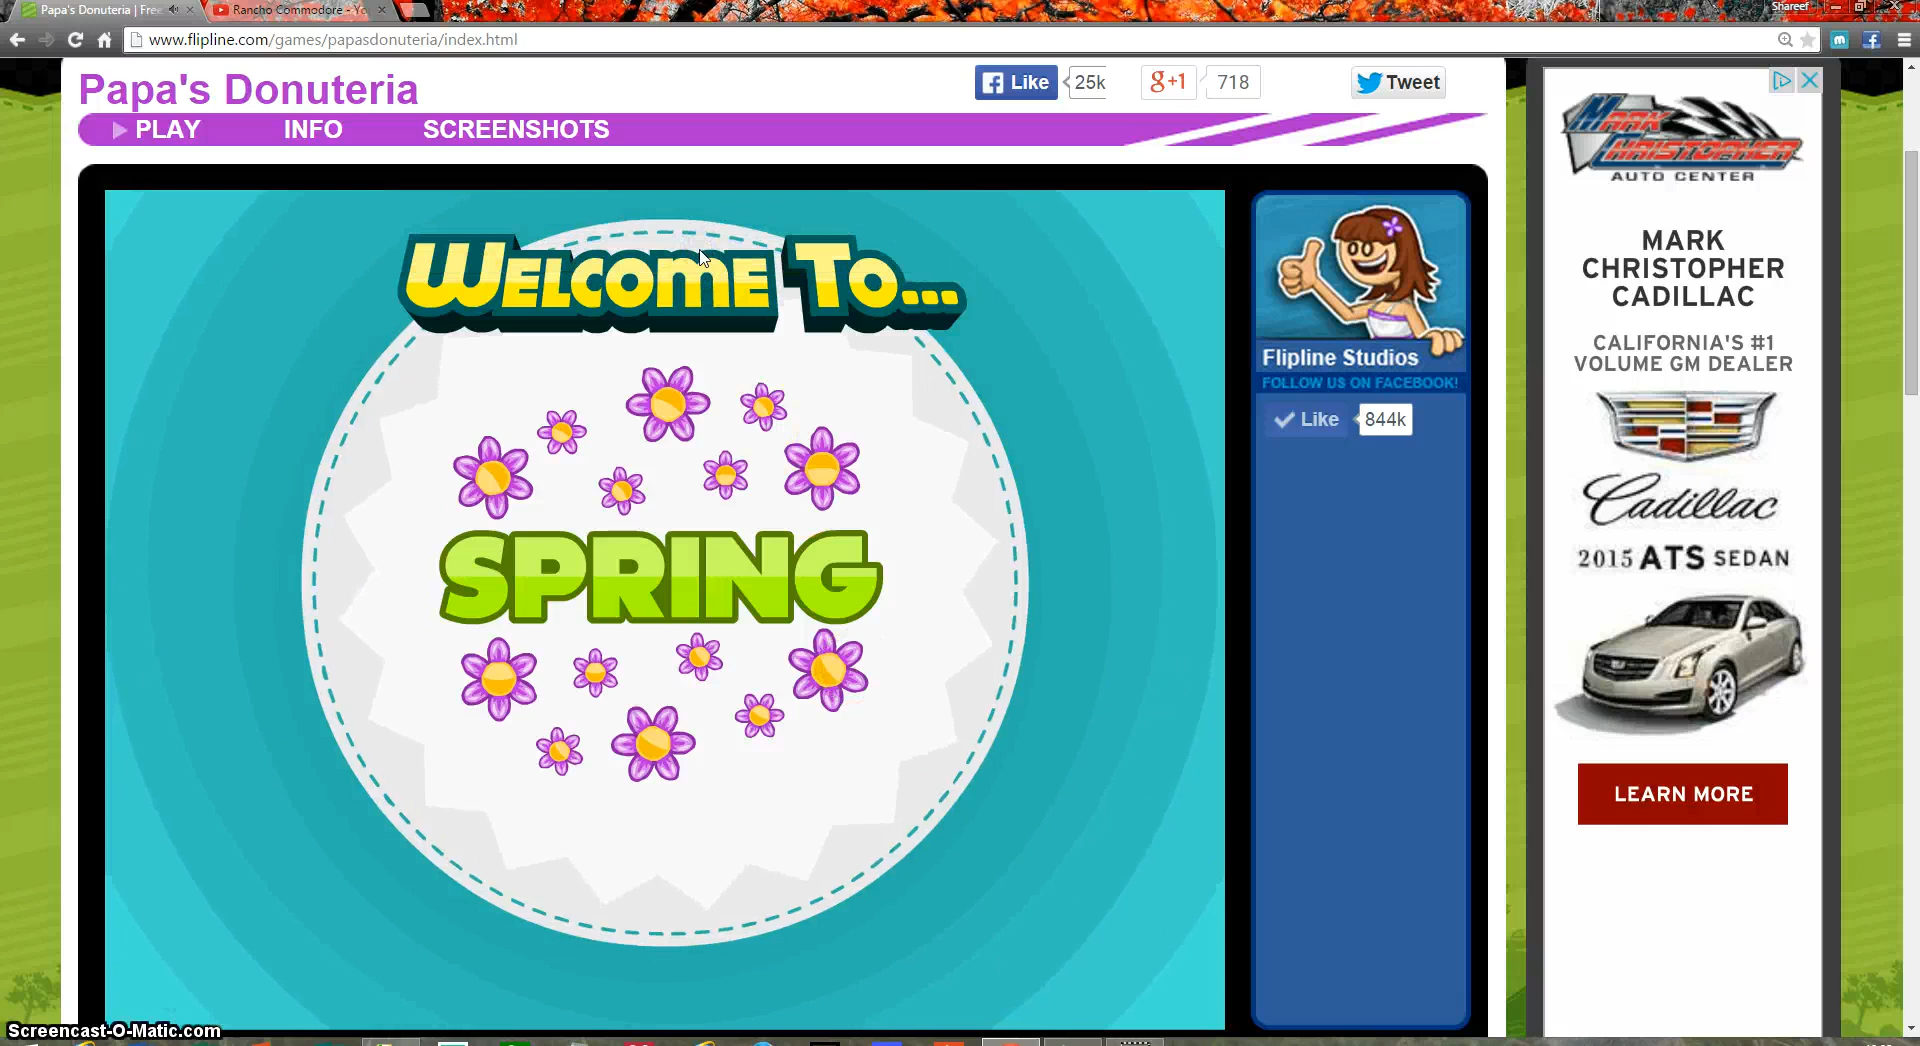 Papa's Donuteria | Free
Rancho Commodore - Yo
Shareef
www.flipline.com/games/papasdonuteria/index.html
Papa's Donuteria
Like 25k
g+1 718
Tweet
PLAY INFO SCREENSHOTS
WELCOME TO...
SPRING
Flipline Studios
FOLLOW US ON FACEBOOK!
Like 844k
MARK
CHRISTOPHER
AUTO CENTER
MARK
CHRISTOPHER
CADILLAC
CALIFORNIA'S #1
VOLUME GM DEALER
Cadillac
2015 ATS SEDAN
LEARN MORE
Screencast-O-Matic.com